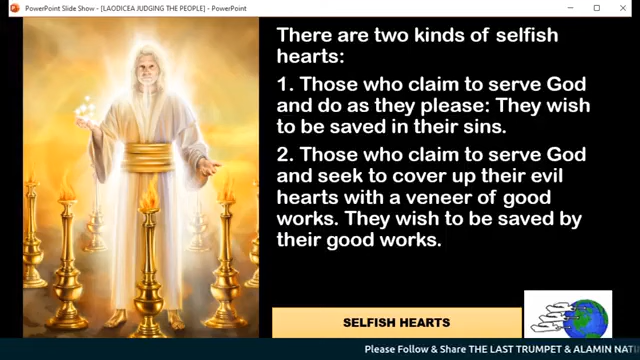 PowerPoint Slide Show - [LAODICEA JUDGING THE PEOPLE] - PowerPoint
There are two kinds of selfish
hearts:
1. Those who claim to serve God
and do as they please: They wish
to be saved in their sins.
2. Those who claim to serve God
and seek to cover up their evil
hearts with a veneer of good
works. They wish to be saved by
their good works.
SELFISH HEARTS
Please Follow & Share THE LAST TRUMPET & ALAMIN NATI